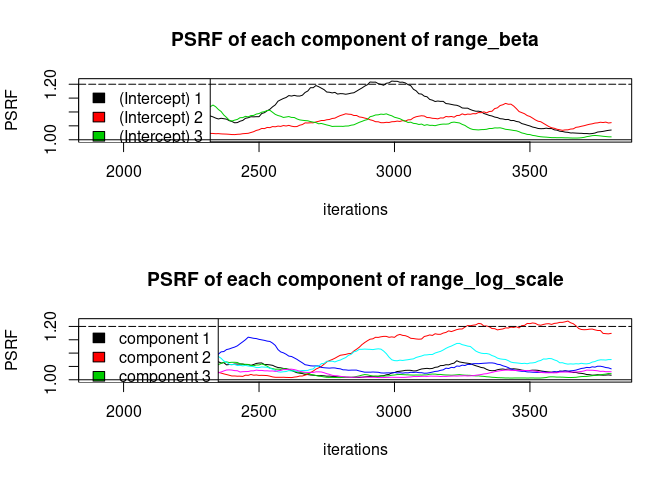 PSRF of each component of range_beta
PSRF
1.20
1.00
(Intercept) 1
(Intercept) 2
(Intercept) 3
2000 2500 3000 3500
iterations
PSRF of each component of range_log_scale
PSRF
1.20
1.00
component 1
component 2
component 3
2000 2500 3000 3500
iterations